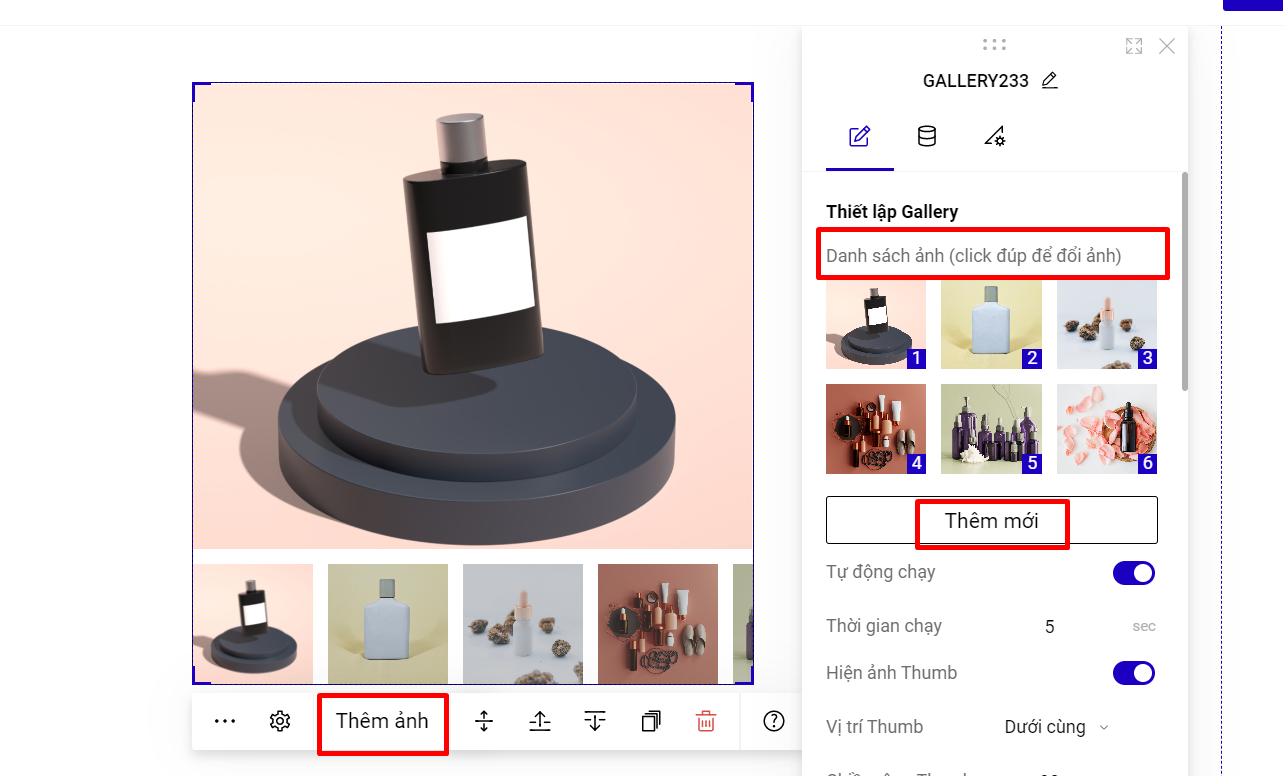 GALLERY233
Thiết lập Gallery
Danh sách ảnh (click đúp để đổi ảnh)
1
2
3
4
5
6
Thêm mới
Tự động chạy
Thời gian chạy 5 sec
Hiện ảnh Thumb
Thêm ảnh
Vị trí Thumb Dưới cùng